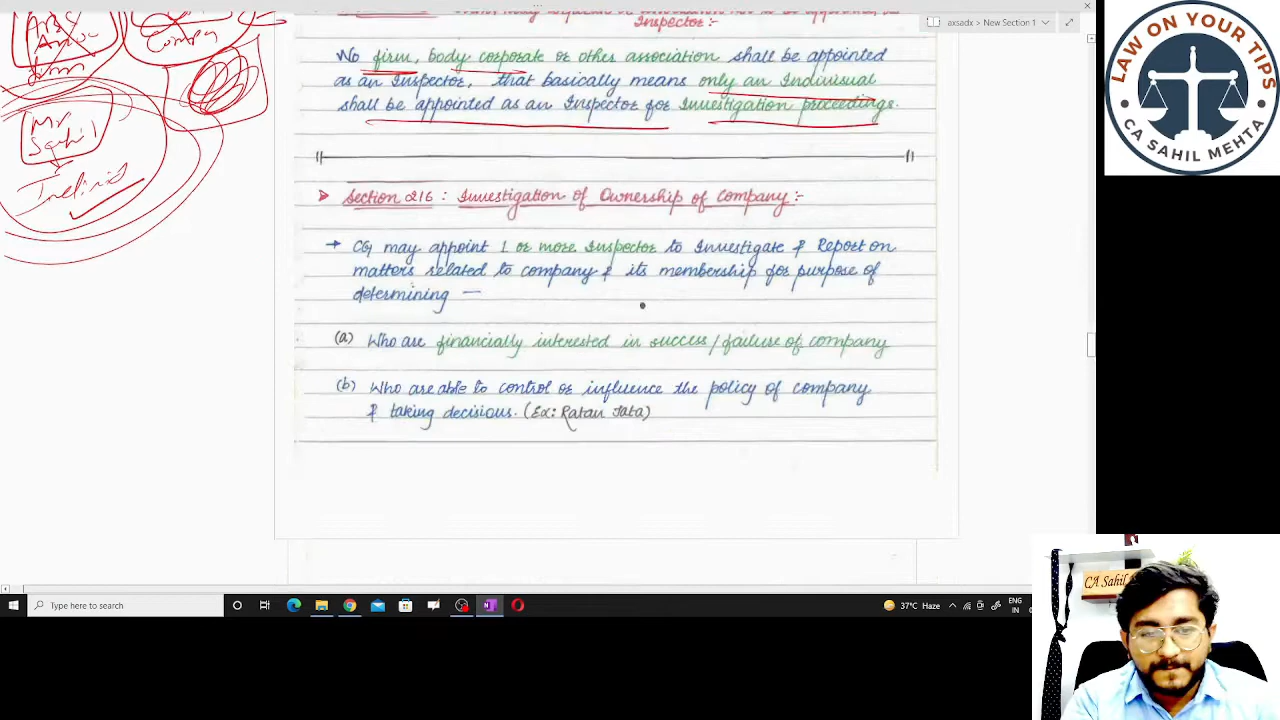 axsadx > New Section 1
Inspector:-
No firm, body corporate or other association shall be appointed
as an Inspector, that basically means only an Individual
shall be appointed as an Inspector for Investigation proceedings.
Section 216 : Investigation of Ownership of Company :-
→ CG may appoint 1 or more Inspector to Investigate & Report on
matters related to company & its membership for purpose of
determining —
(a) Who are financially interested in success/failure of company
(b) Who are able to control or influence the policy of company
& taking decisions. (Ex: Ratan Tata)
Mr
LAW ON YOUR TIPS
CA SAHIL MEHTA
CA Sahil
Type here to search
37°C Haze
ENG
IN